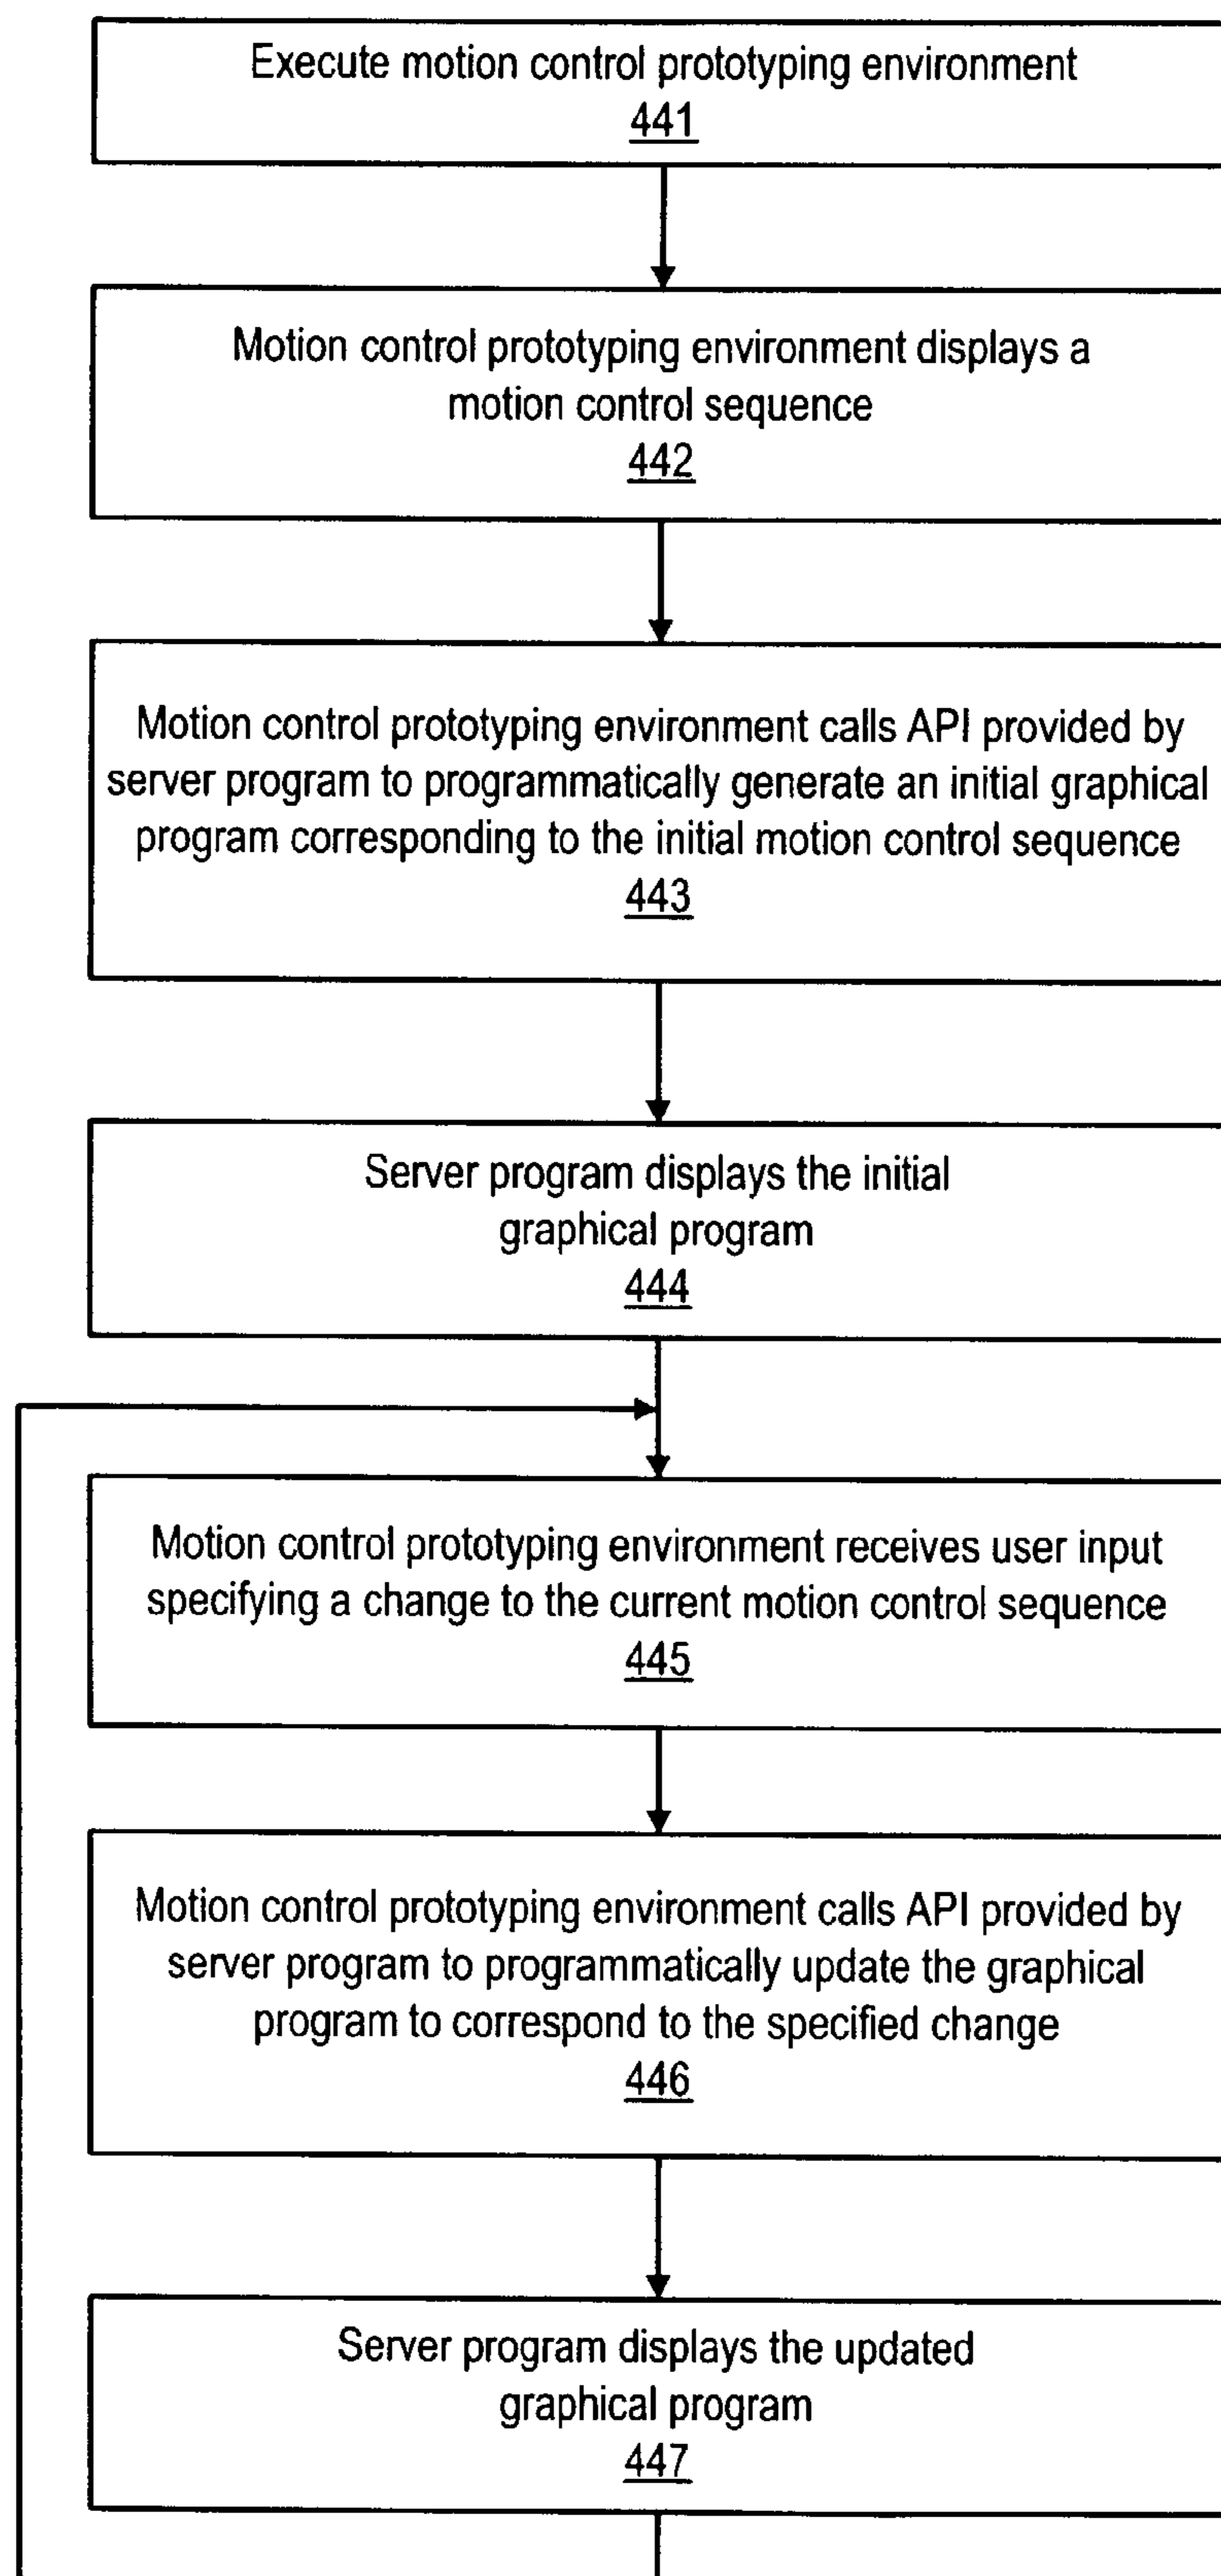 Execute motion control prototyping environment
441
Motion control prototyping environment displays a
motion control sequence
442
Motion control prototyping environment calls API provided by
server program to programmatically generate an initial graphical
program corresponding to the initial motion control sequence
443
Server program displays the initial
graphical program
444
Motion control prototyping environment receives user input
specifying a change to the current motion control sequence
445
Motion control prototyping environment calls API provided by
server program to programmatically update the graphical
program to correspond to the specified change
446
Server program displays the updated
graphical program
447